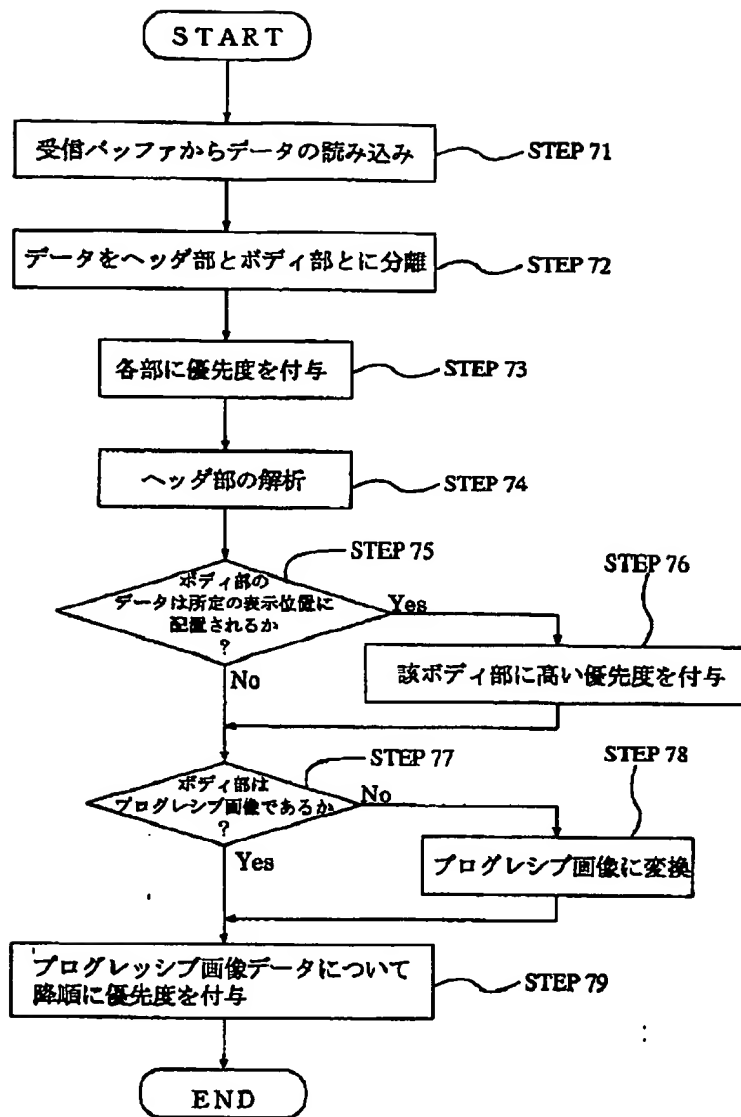 START
受信バッファからデータの読み込み
STEP 71
データをヘッダ部とボディ部とに分離
STEP 72
各部に優先度を付与
STEP 73
ヘッダ部の解析
STEP 74
STEP 75
ボディ部の
データは所定の表示位置に
配置されるか
?
Yes
No
STEP 76
該ボディ部に高い優先度を付与
STEP 77
ボディ部は
プログレシブ画像であるか
?
No
Yes
STEP 78
プログレシブ画像に変換
プログレッシブ画像データについて
降順に優先度を付与
STEP 79
END